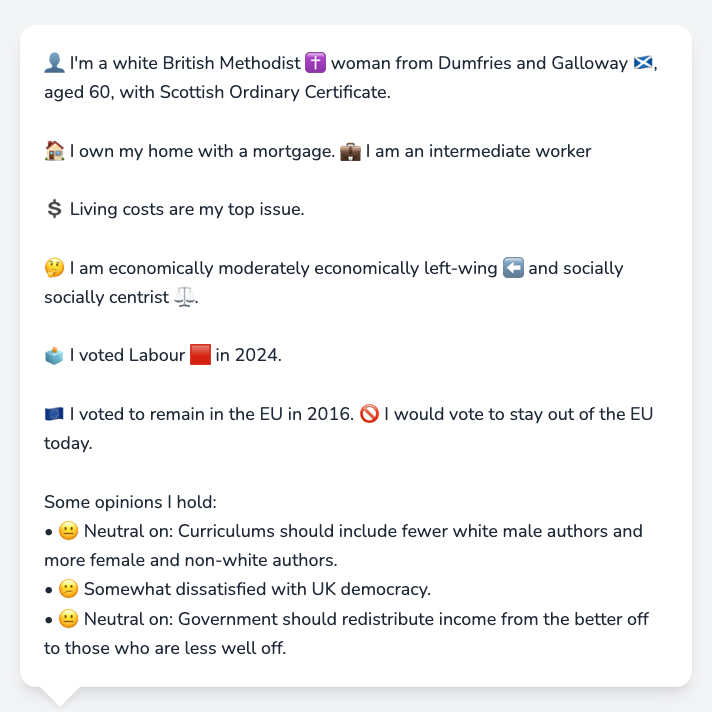 👤 I'm a white British Methodist ✝️ woman from Dumfries and Galloway 🏴󠁧󠁢󠁳󠁣󠁴󠁿,
aged 60, with Scottish Ordinary Certificate.
🏠 I own my home with a mortgage. 💼 I am an intermediate worker
💲 Living costs are my top issue.
🤔 I am economically moderately economically left-wing ⬅️ and socially
socially centrist ⚖️.
🗳️ I voted Labour 🟥 in 2024.
🇪🇺 I voted to remain in the EU in 2016. 🚫 I would vote to stay out of the EU
today.
Some opinions I hold:
• 😐 Neutral on: Curriculums should include fewer white male authors and
more female and non-white authors.
• 🙁 Somewhat dissatisfied with UK democracy.
• 😐 Neutral on: Government should redistribute income from the better off
to those who are less well off.